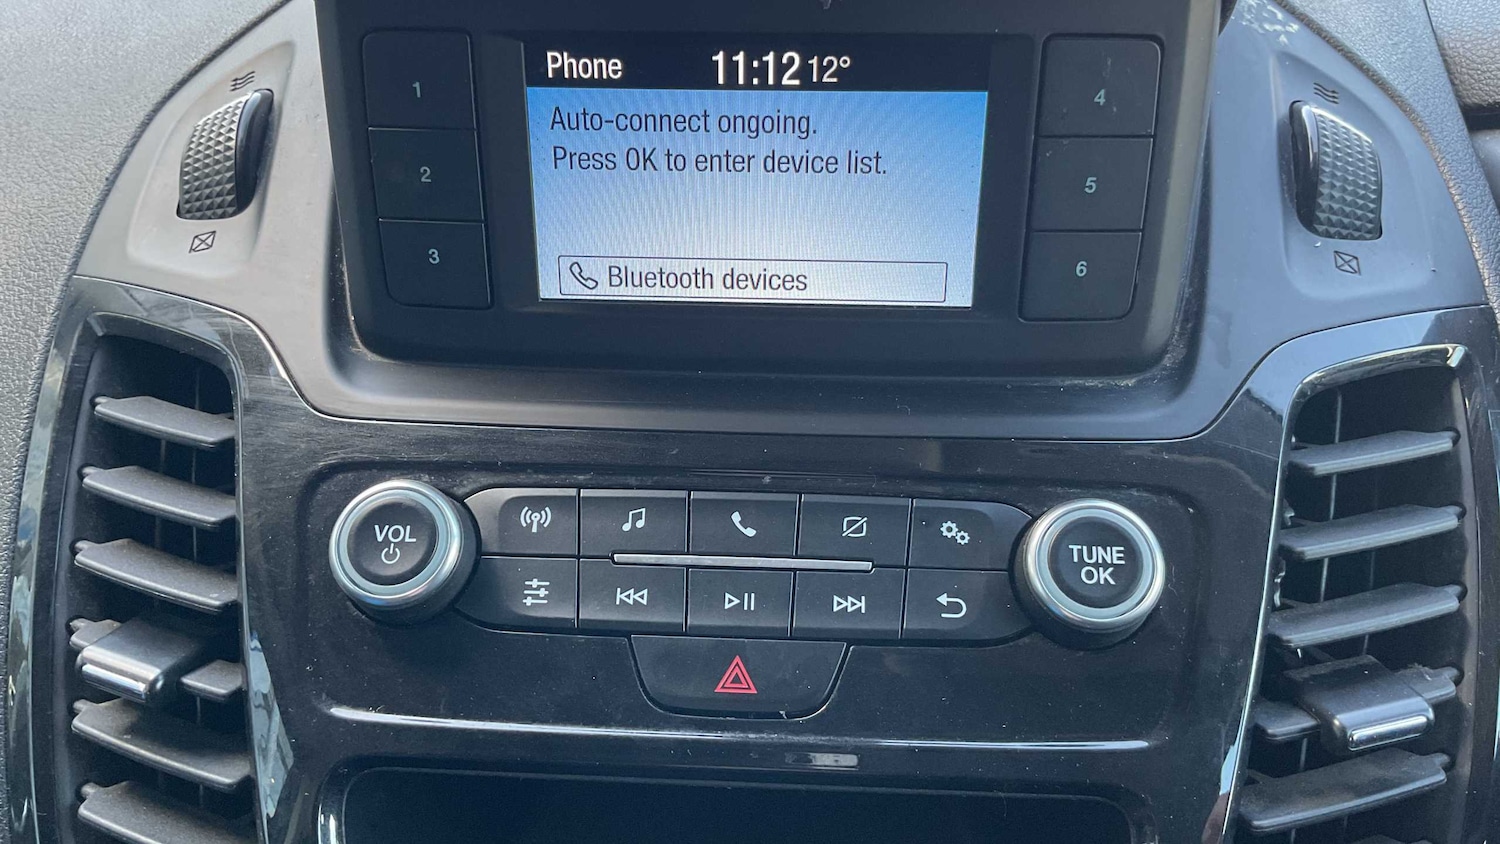 Phone 11:12 12°
Auto-connect ongoing.
Press OK to enter device list.
Bluetooth devices
1
2
3
4
5
6
VOL
TUNE
OK